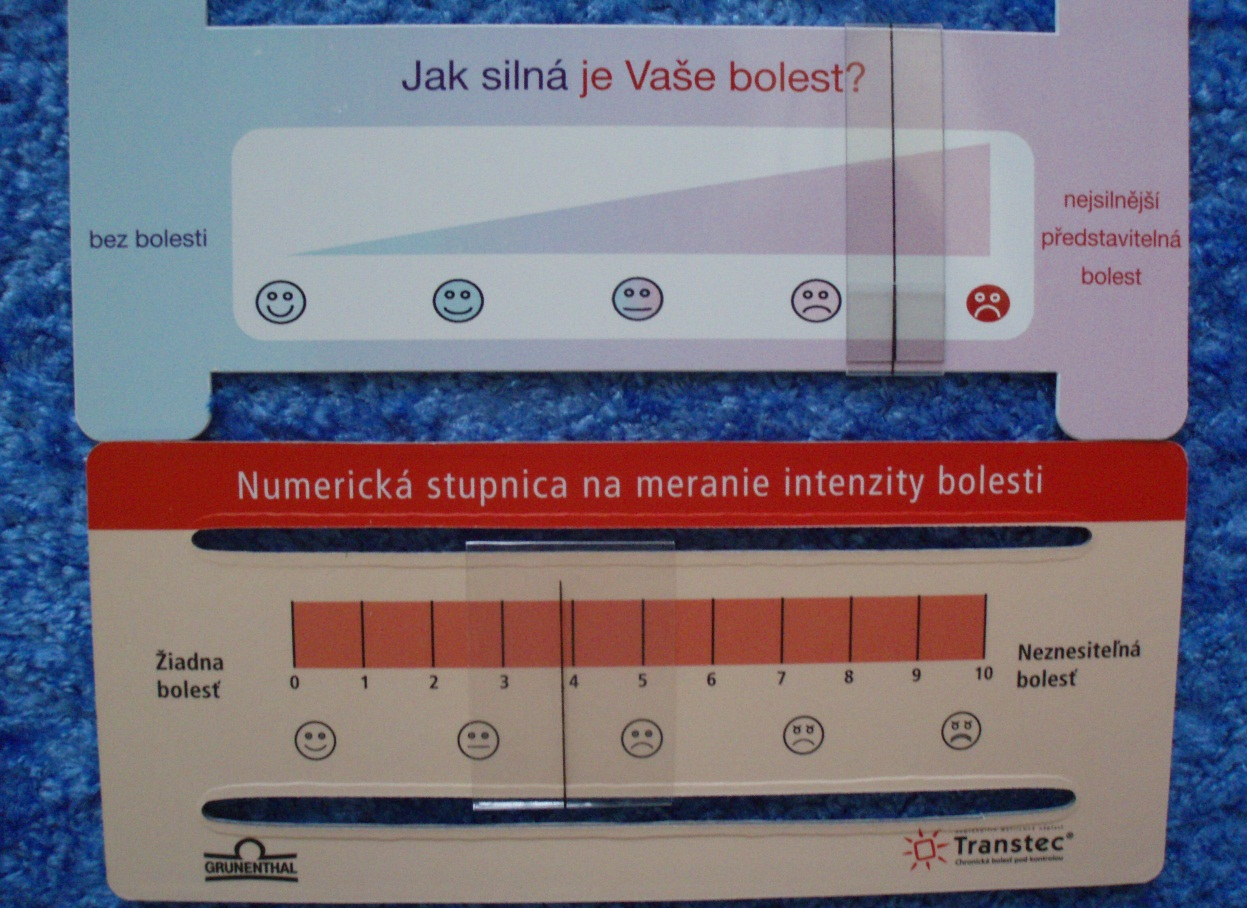 Jak silná je Vaše bolest?
bez bolesti
nejsilnější
představitelná
bolest
Numerická stupnica na meranie intenzity bolesti
Žiadna
bolesť
0 1 2 3 4 5 6 7 8 9 10
Neznesiteľná
bolesť
GRUNENTHAL
Transtec®
Chronická bolest pod kontrolou